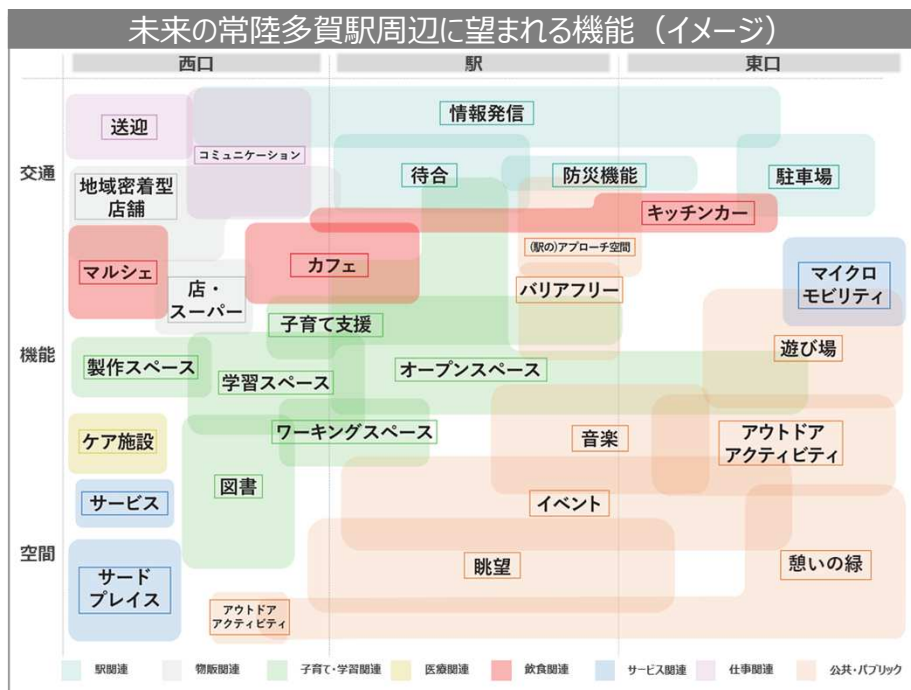 未来の常陸多賀駅周辺に望まれる機能（イメージ）
西口
駅
東口
交通
機能
空間
送迎
コミュニケーション
情報発信
待合
防災機能
駐車場
地域密着型
店舗
キッチンカー
マルシェ
カフェ
(駅の)アプローチ空間
店・
スーパー
バリアフリー
マイクロ
モビリティ
子育て支援
製作スペース
学習スペース
オープンスペース
遊び場
ケア施設
ワーキングスペース
音楽
アウトドア
アクティビティ
サービス
図書
イベント
サード
プレイス
眺望
憩いの緑
アウトドア
アクティビティ
駅関連
物販関連
子育て・学習関連
医療関連
飲食関連
サービス関連
仕事関連
公共・パブリック